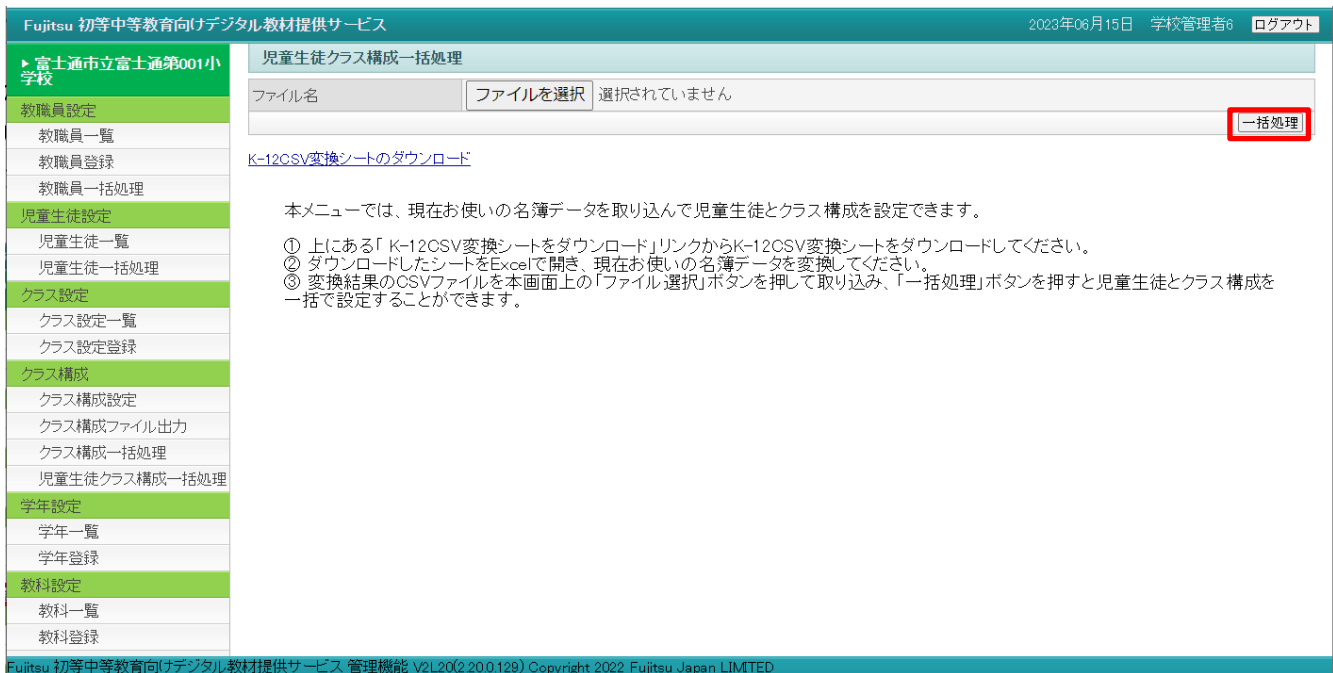 Fujitsu 初等中等教育向けデジタル教材提供サービス 2023年06月15日 学校管理者6 ログアウト
▶富士通市立富士通第001小
学校
教職員設定
教職員一覧
教職員登録
教職員一括処理
児童生徒設定
児童生徒一覧
児童生徒一括処理
クラス設定
クラス設定一覧
クラス設定登録
クラス構成
クラス構成設定
クラス構成ファイル出力
クラス構成一括処理
児童生徒クラス構成一括処理
学年設定
学年一覧
学年登録
教科設定
教科一覧
教科登録
児童生徒クラス構成一括処理
ファイル名 ファイルを選択 選択されていません
一括処理
K-12CSV変換シートのダウンロード
本メニューでは、現在お使いの名簿データを取り込んで児童生徒とクラス構成を設定できます。
① 上にある「 K-12CSV変換シートをダウンロード」リンクからK-12CSV変換シートをダウンロードしてください。
② ダウンロードしたシートをExcelで開き、現在お使いの名簿データを変換してください。
③ 変換結果のCSVファイルを本画面上の「ファイル選択」ボタンを押して取り込み、「一括処理」ボタンを押すと児童生徒とクラス構成を
一括で設定することができます。
Fujitsu 初等中等教育向けデジタル教材提供サービス 管理機能 V2L20(2.20.0.129) Copyright 2022 Fujitsu Japan LIMITED